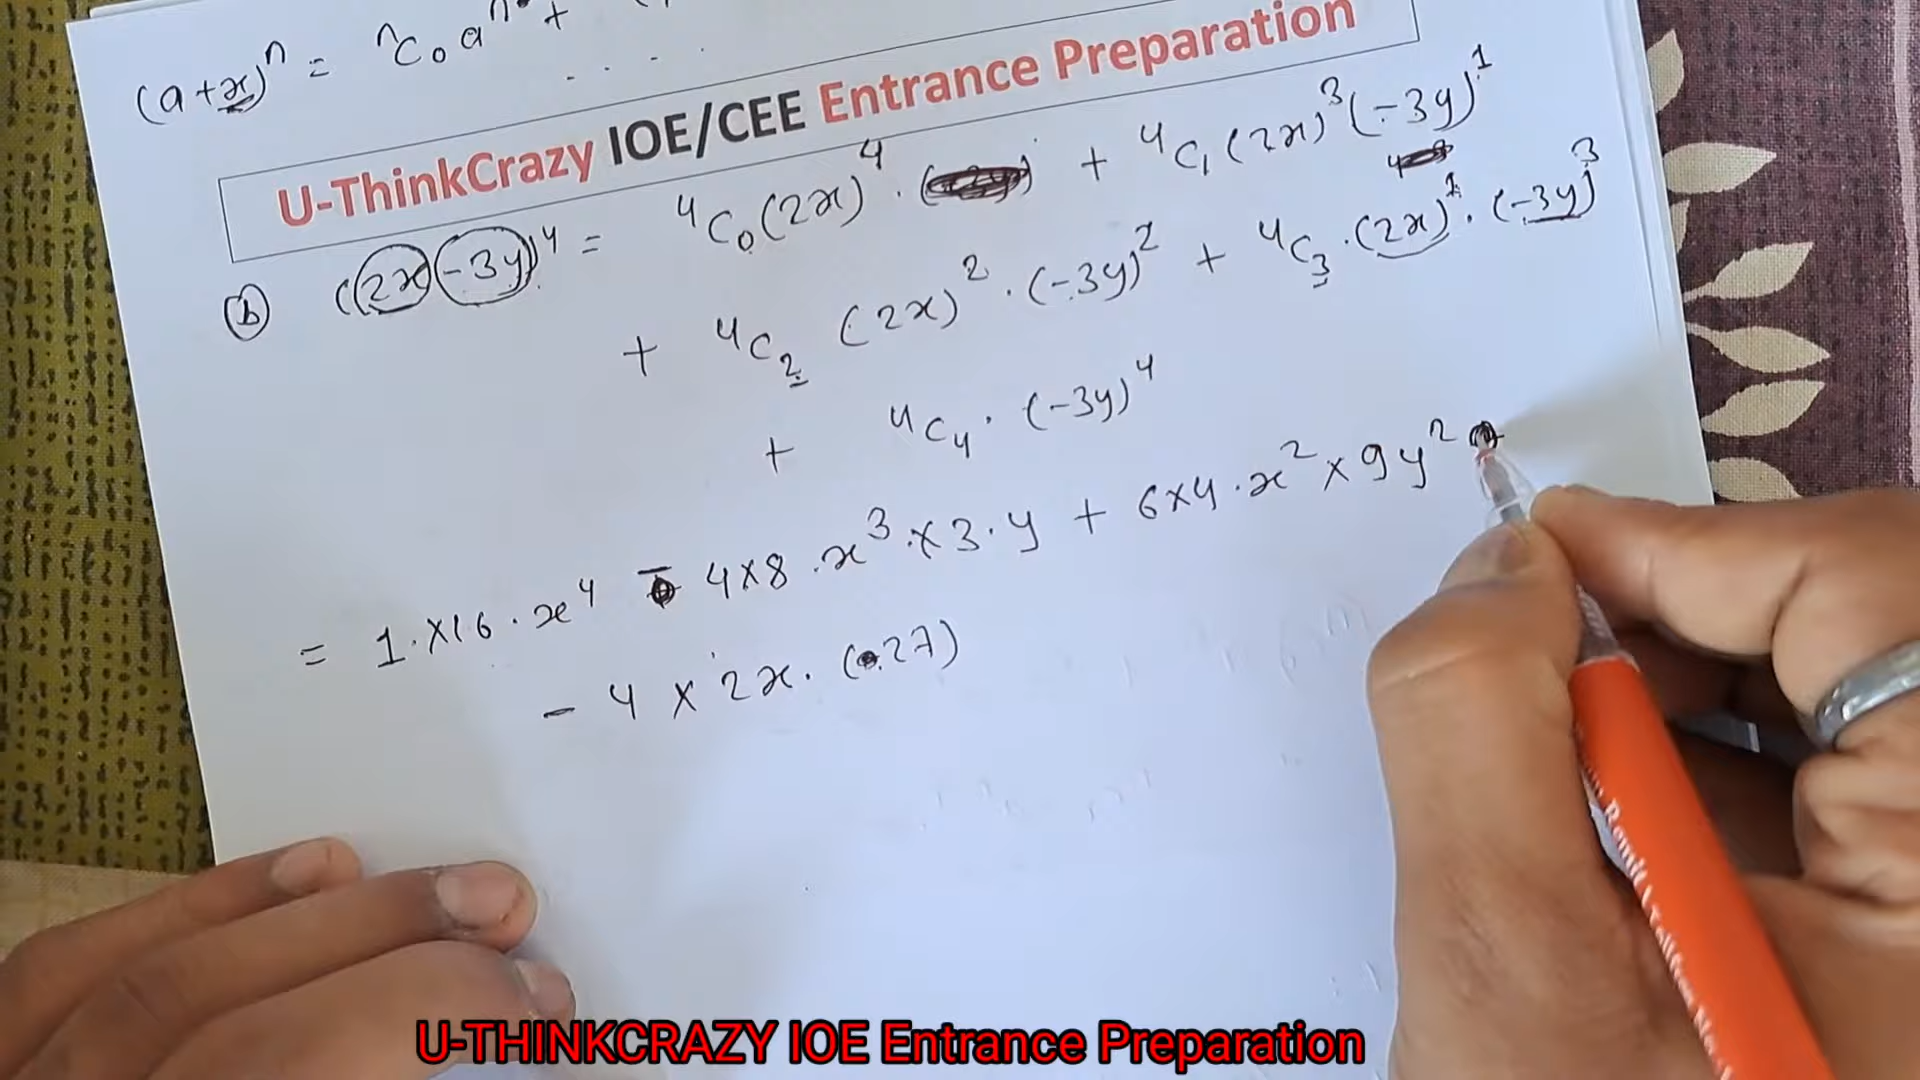 (a+x)ⁿ = ⁿC₀ aⁿ +
. . . .
U-ThinkCrazy IOE/CEE Entrance Preparation
(b) (2x-3y)⁴ = ⁴C₀(2x)⁴ . + ⁴C₁(2x)³(-3y)¹
+ ⁴C₂ (2x)² . (-3y)² + ⁴C₃ . (2x)¹ . (-3y)³
+ ⁴C₄ . (-3y)⁴
= 1 . × 16 . x⁴ - 4×8 . x³ . × 3 . y + 6×4 . x² × 9y²
- 4 × 2x . (27)
U-THINKCRAZY IOE Entrance Preparation